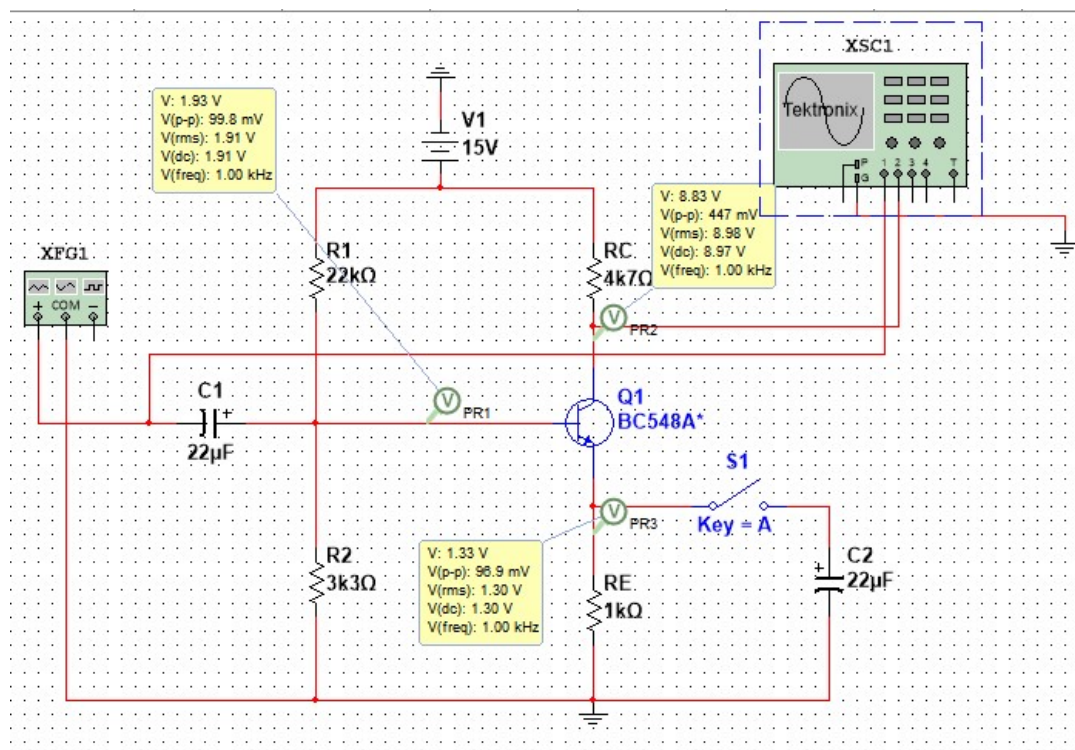 XSC1
Tektronix
P
G
1 2 3 4 T
V: 1.93 V
V(p-p): 99.8 mV
V(rms): 1.91 V
V(dc): 1.91 V
V(freq): 1.00 kHz
V1
15V
V: 8.83 V
V(p-p): 447 mV
V(rms): 8.98 V
V(dc): 8.97 V
V(freq): 1.00 kHz
XFG1
+ COM −
R1
22kΩ
RC
4k7Ω
V
PR2
C1
+
22µF
V
PR1
Q1
BC548A*
S1
Key = A
V
PR3
V: 1.33 V
V(p-p): 96.9 mV
V(rms): 1.30 V
V(dc): 1.30 V
V(freq): 1.00 kHz
R2
3k3Ω
RE
1kΩ
C2
+
22µF